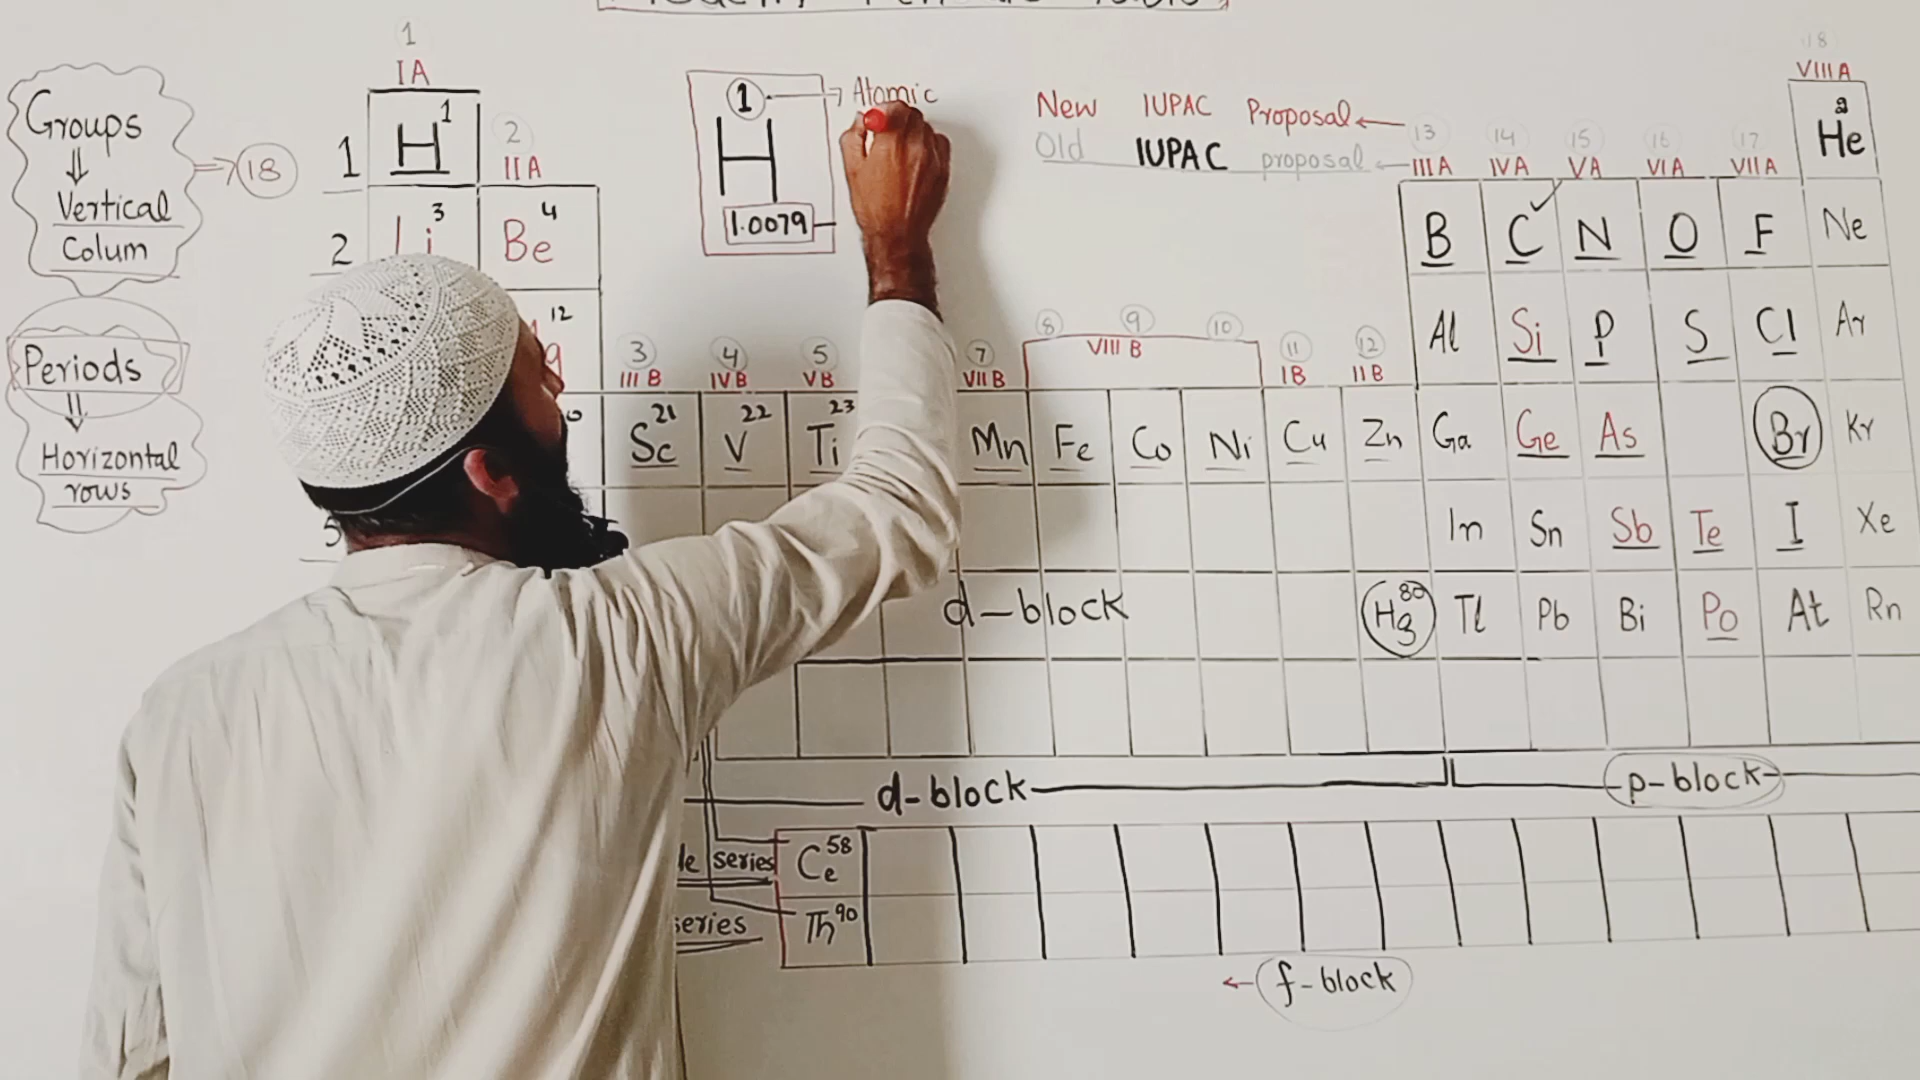 1
18
IA
VIIIA
Groups
1 → Atomic
New IUPAC Proposal ←
13 14 15 16 17
2
He
H 1
Old IUPAC proposal ←
IIIA IVA VA VIA VIIA
1
2
IIA
H
⇒ 18
Vertical
Colum
1.0079
2
3
Be 4
B C N O F Ne
12
Periods
3 4 5 7 8 9 10 11 12
VIII B
IIIB IVB VB VIIB IB IIB
Al Si P S Cl Ar
Horizontal
rows
Sc 21 V 22 Ti 23 Mn Fe Co Ni Cu Zn Ga Ge As Br Kr
5
In Sn Sb Te I Xe
d-block
Hg 80 Tl Pb Bi Po At Rn
d-block
p-block
series
Ce 58
series
Th 90
← f-block